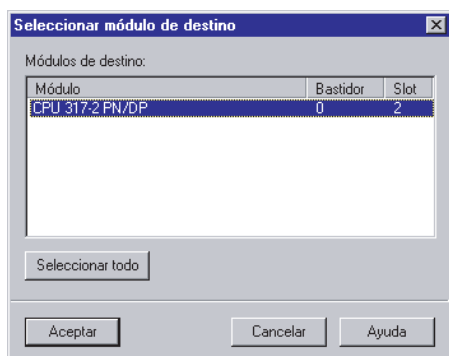 Seleccionar módulo de destino
Módulos de destino:
Módulo Bastidor Slot
CPU 317-2 PN/DP 0 2
Seleccionar todo
Aceptar Cancelar Ayuda